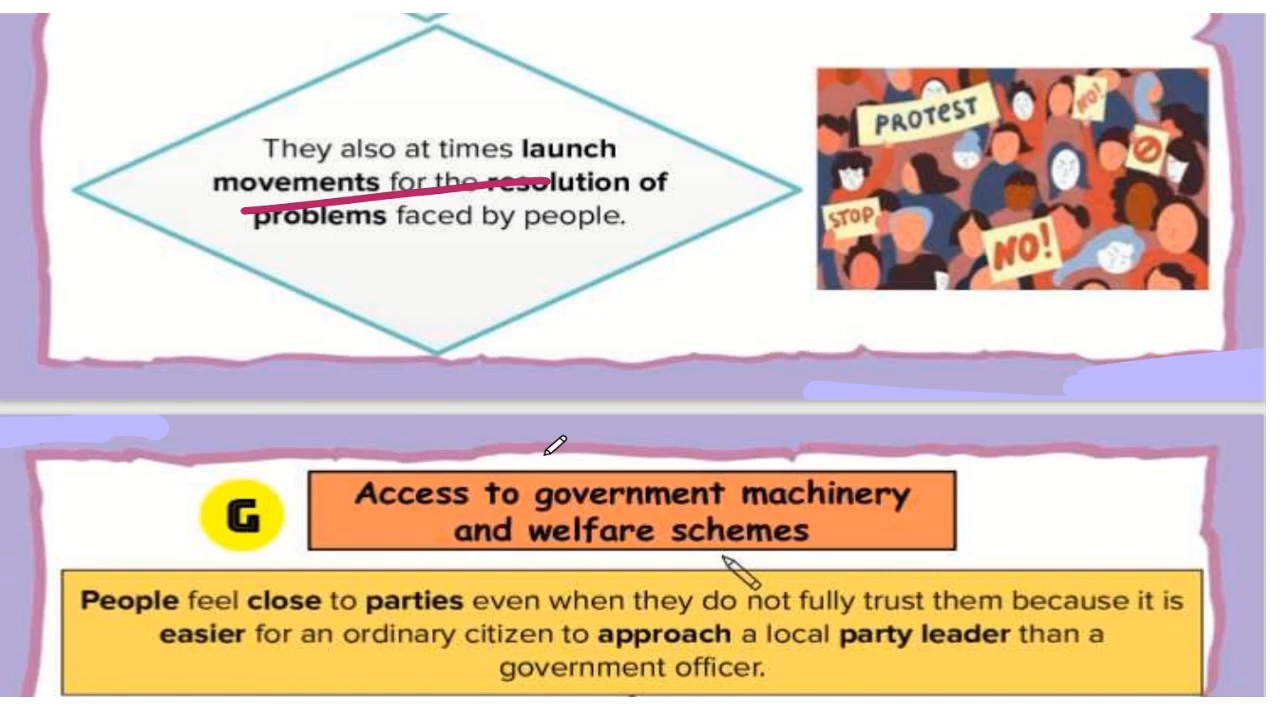 They also at times launch
movements for the resolution of
problems faced by people.
PROTEST
NO!
STOP
NO!
G
Access to government machinery
and welfare schemes
People feel close to parties even when they do not fully trust them because it is
easier for an ordinary citizen to approach a local party leader than a
government officer.